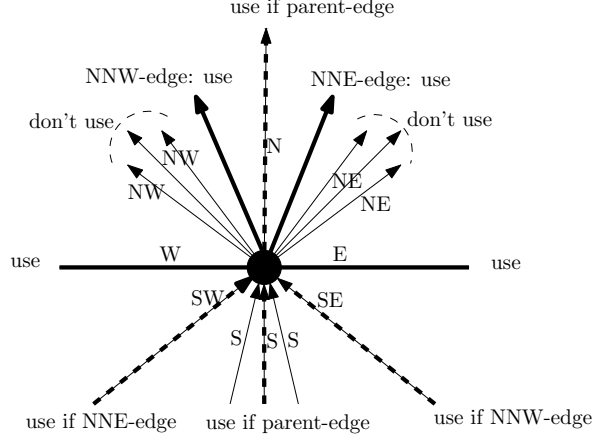 use if parent-edge
NNW-edge: use
NNE-edge: use
don't use
don't use
N
NW
NE
NW
NE
use
W
E
use
SW
SE
S
S
S
use if NNE-edge
use if parent-edge
use if NNW-edge